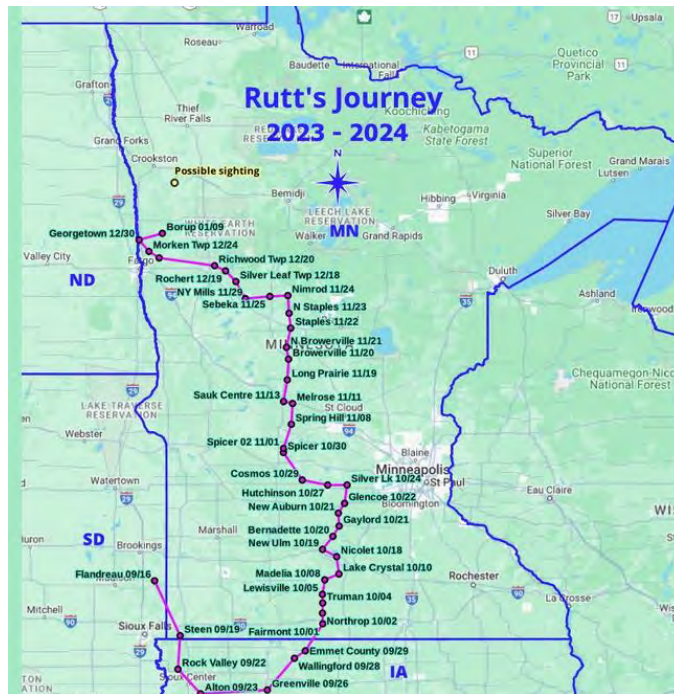 Upsala
Warroad
Roseau
Baudette
International
Quetico
Provincial
Park
Grafton
Rutt's Journey
2023 - 2024
Thief
River Falls
Grand Forks
Crookston
Kabetogama
State Forest
Superior
National Forest
Grand Marais
Lutsen
Possible sighting
N
Bemidji
LEECH LAKE
RESERVATION
Hibbing
Virginia
Walker
Grand Rapids
Silver Bay
MN
Georgetown 12/30
Borup 01/09
Morken Twp 12/24
Valley City
Fargo
Richwood Twp 12/20
Rochert 12/19
Silver Leaf Twp 12/18
Duluth
ND
NY Mills 11/29
Nimrod 11/24
Sebeka 11/25
N Staples 11/23
Ashland
Staples 11/22
N Browerville 11/21
Browerville 11/20
Long Prairie 11/19
Chequamegon-Nic
National Forest
Sauk Centre 11/13
Melrose 11/11
LAKE TRAVERSE
RESERVATION
St Cloud
Spring Hill 11/08
Webster
Spicer 02 11/01
Spicer 10/30
Blaine
Minneapolis
St Paul
Watertown
Cosmos 10/29
Silver Lk 10/24
Hutchinson 10/27
Glencoe 10/22
Bloomington
Eau Claire
New Auburn 10/21
Gaylord 10/21
Marshall
Bernadette 10/20
SD
Brookings
New Ulm 10/19
Nicolet 10/18
Flandreau 09/16
Madelia 10/08
Lake Crystal 10/10
Rochester
Lewisville 10/05
Truman 10/04
La Crosse
Mitchell
Sioux Falls
Northrop 10/02
Steen 09/19
Fairmont 10/01
Emmet County 09/29
Rock Valley 09/22
Wallingford 09/28
IA
Sioux Center
Greenville 09/26
Alton 09/23